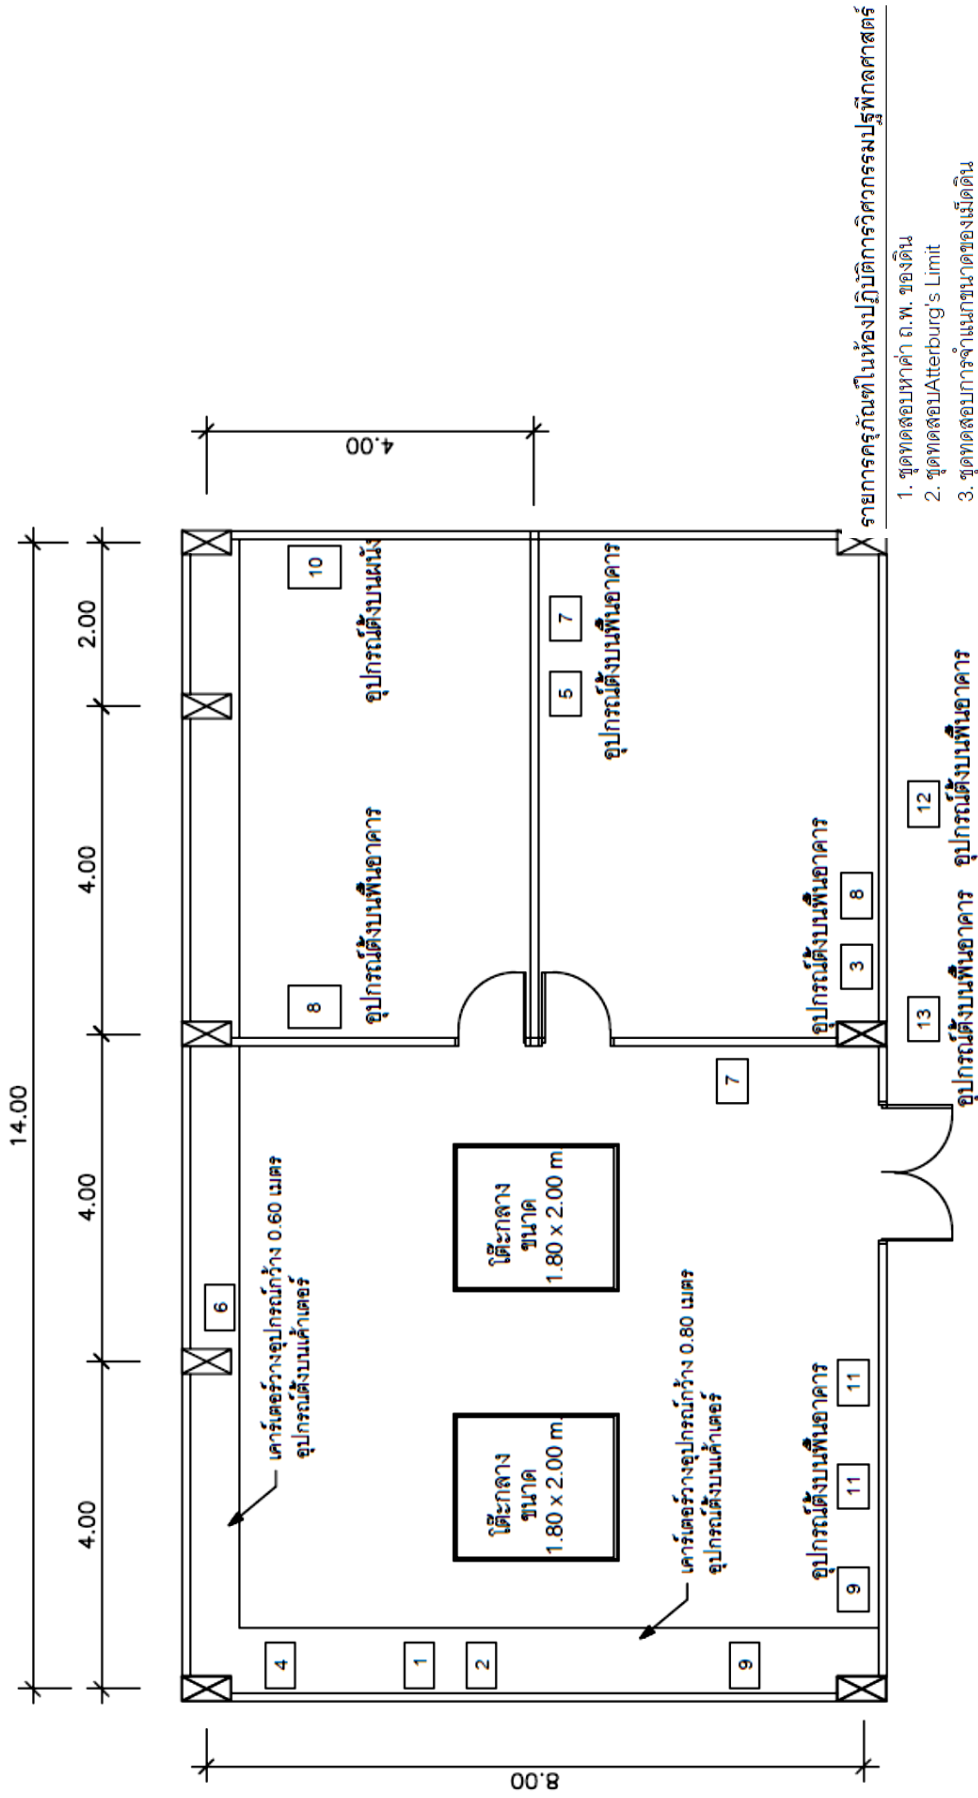 14.00
4.00
4.00
4.00
2.00
8.00
4.00
4
1
2
9
6
8
10
5
7
7
3
8
9
11
11
13
12
เคาร์เตอร์วางอุปกรณ์กว้าง 0.60 เมตร
อุปกรณ์ตั้งบนเค้าเตอร์
โต๊ะกลาง
ขนาด
1.80 x 2.00 m.
โต๊ะกลาง
ขนาด
1.80 x 2.00 m.
เคาร์เตอร์วางอุปกรณ์กว้าง 0.80 เมตร
อุปกรณ์ตั้งบนเค้าเตอร์
อุปกรณ์ตั้งบนพื้นอาคาร
อุปกรณ์ตั้งบนผนัง
อุปกรณ์ตั้งบนพื้นอาคาร
อุปกรณ์ตั้งบนพื้นอาคาร
อุปกรณ์ตั้งบนพื้นอาคาร
อุปกรณ์ตั้งบนพื้นอาคาร
อุปกรณ์ตั้งบนพื้นอาคาร
รายการครุภัณฑ์ในห้องปฏิบัติการวิศวกรรมปฐพีกลศาสตร์
1. ชุดทดสอบหาค่า ถ.พ. ของดิน
2. ชุดทดสอบAtterburg's Limit
3. ชุดทดสอบการจำแนกขนาดของเม็ดดิน